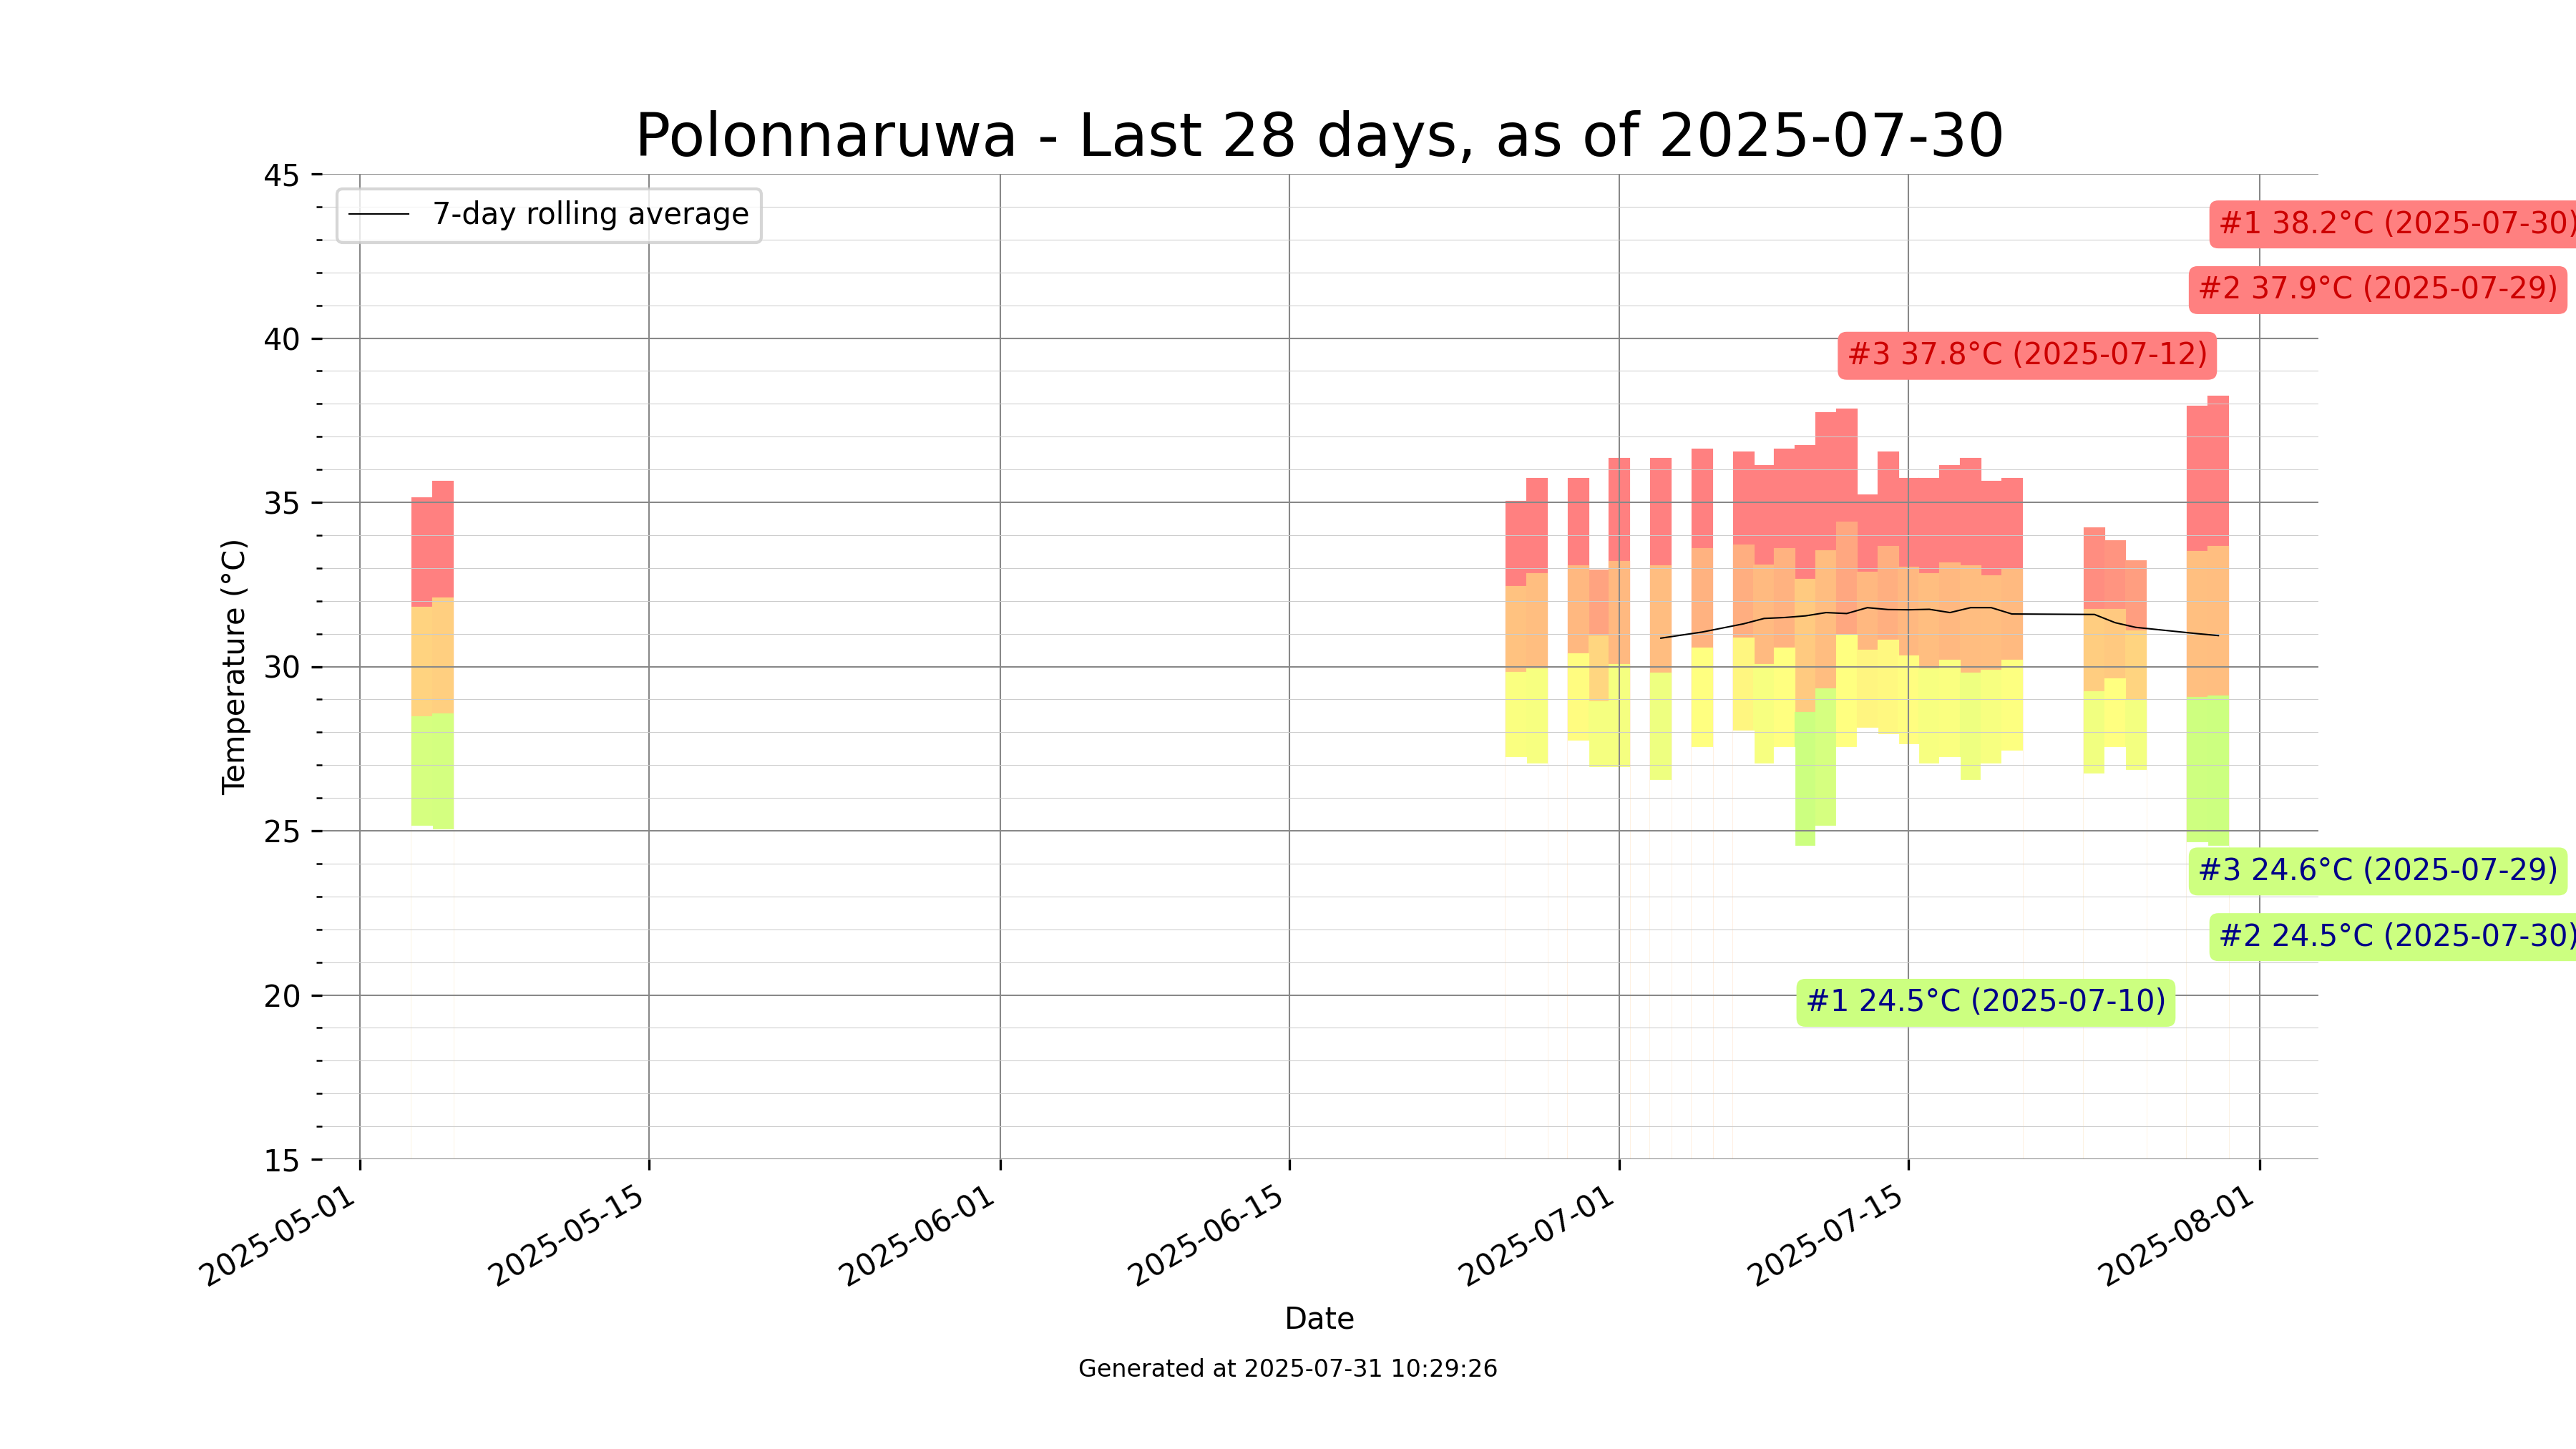 Polonnaruwa - Last 28 days, as of 2025-07-30
45
7-day rolling average
#1 38.2°C (2025-07-30)
#2 37.9°C (2025-07-29)
40
#3 37.8°C (2025-07-12)
35
Temperature (°C)
30
25
#3 24.6°C (2025-07-29)
#2 24.5°C (2025-07-30)
20
#1 24.5°C (2025-07-10)
15
2025-05-01
2025-05-15
2025-06-01
2025-06-15
2025-07-01
2025-07-15
2025-08-01
Date
Generated at 2025-07-31 10:29:26